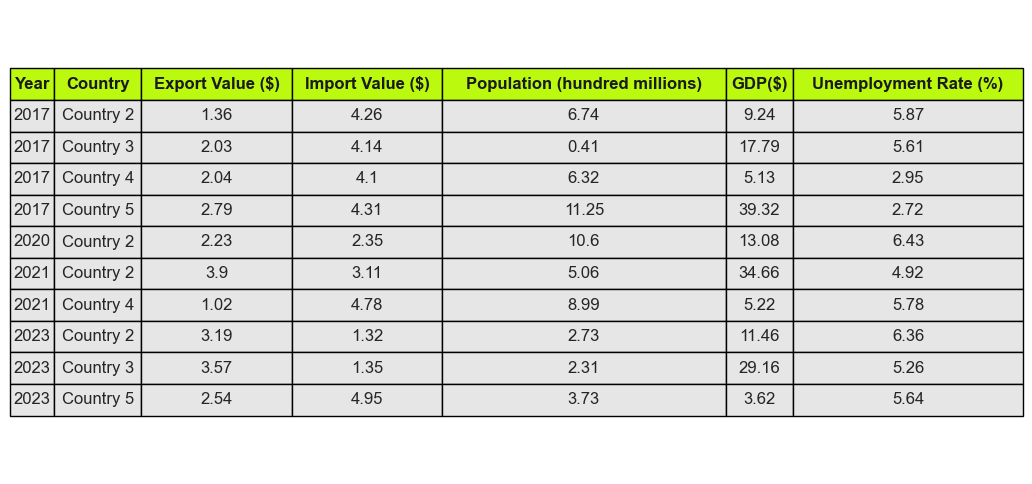 Year Country Export Value ($) Import Value ($) Population (hundred millions) GDP($) Unemployment Rate (%)
2017 Country 2 1.36 4.26 6.74 9.24 5.87
2017 Country 3 2.03 4.14 0.41 17.79 5.61
2017 Country 4 2.04 4.1 6.32 5.13 2.95
2017 Country 5 2.79 4.31 11.25 39.32 2.72
2020 Country 2 2.23 2.35 10.6 13.08 6.43
2021 Country 2 3.9 3.11 5.06 34.66 4.92
2021 Country 4 1.02 4.78 8.99 5.22 5.78
2023 Country 2 3.19 1.32 2.73 11.46 6.36
2023 Country 3 3.57 1.35 2.31 29.16 5.26
2023 Country 5 2.54 4.95 3.73 3.62 5.64